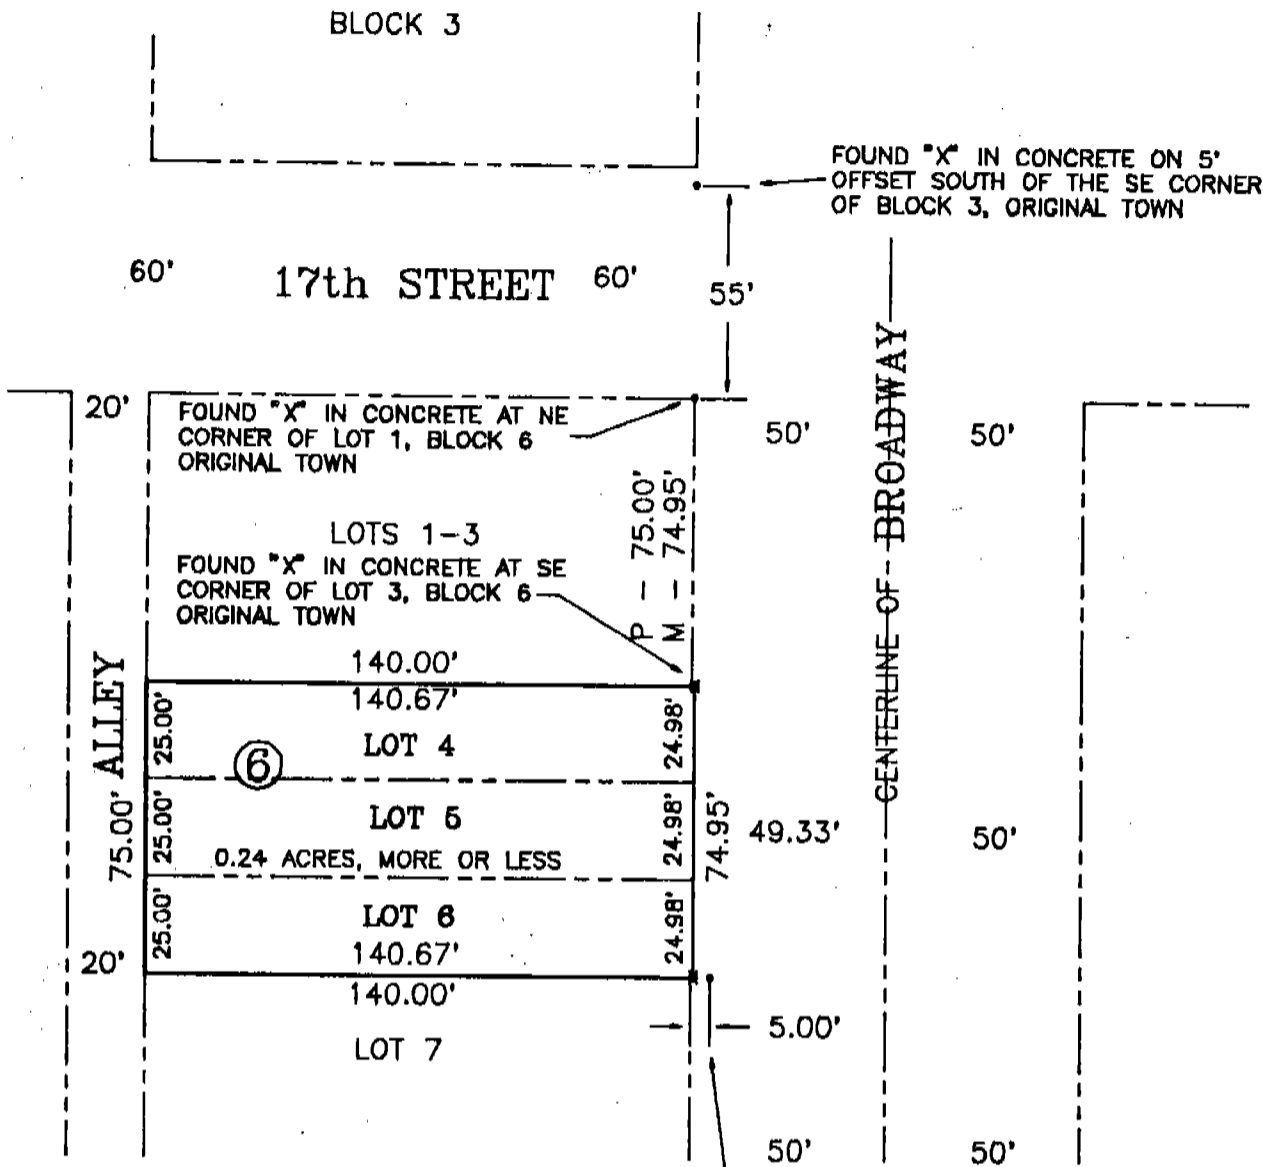 BLOCK 3
FOUND "X" IN CONCRETE ON 5'
OFFSET SOUTH OF THE SE CORNER
OF BLOCK 3, ORIGINAL TOWN
60'
17th STREET
60'
55'
20'
FOUND "X" IN CONCRETE AT NE
CORNER OF LOT 1, BLOCK 6
ORIGINAL TOWN
50'
CENTERLINE OF BROADWAY
50'
P - 75.00'
M - 74.95'
LOTS 1-3
FOUND "X" IN CONCRETE AT SE
CORNER OF LOT 3, BLOCK 6
ORIGINAL TOWN
140.00'
140.67'
ALLEY
25.00'
6
LOT 4
24.98'
75.00'
25.00'
LOT 5
24.98'
74.95'
49.33'
50'
0.24 ACRES, MORE OR LESS
25.00'
LOT 6
24.98'
20'
140.67'
140.00'
5.00'
LOT 7
50'
50'